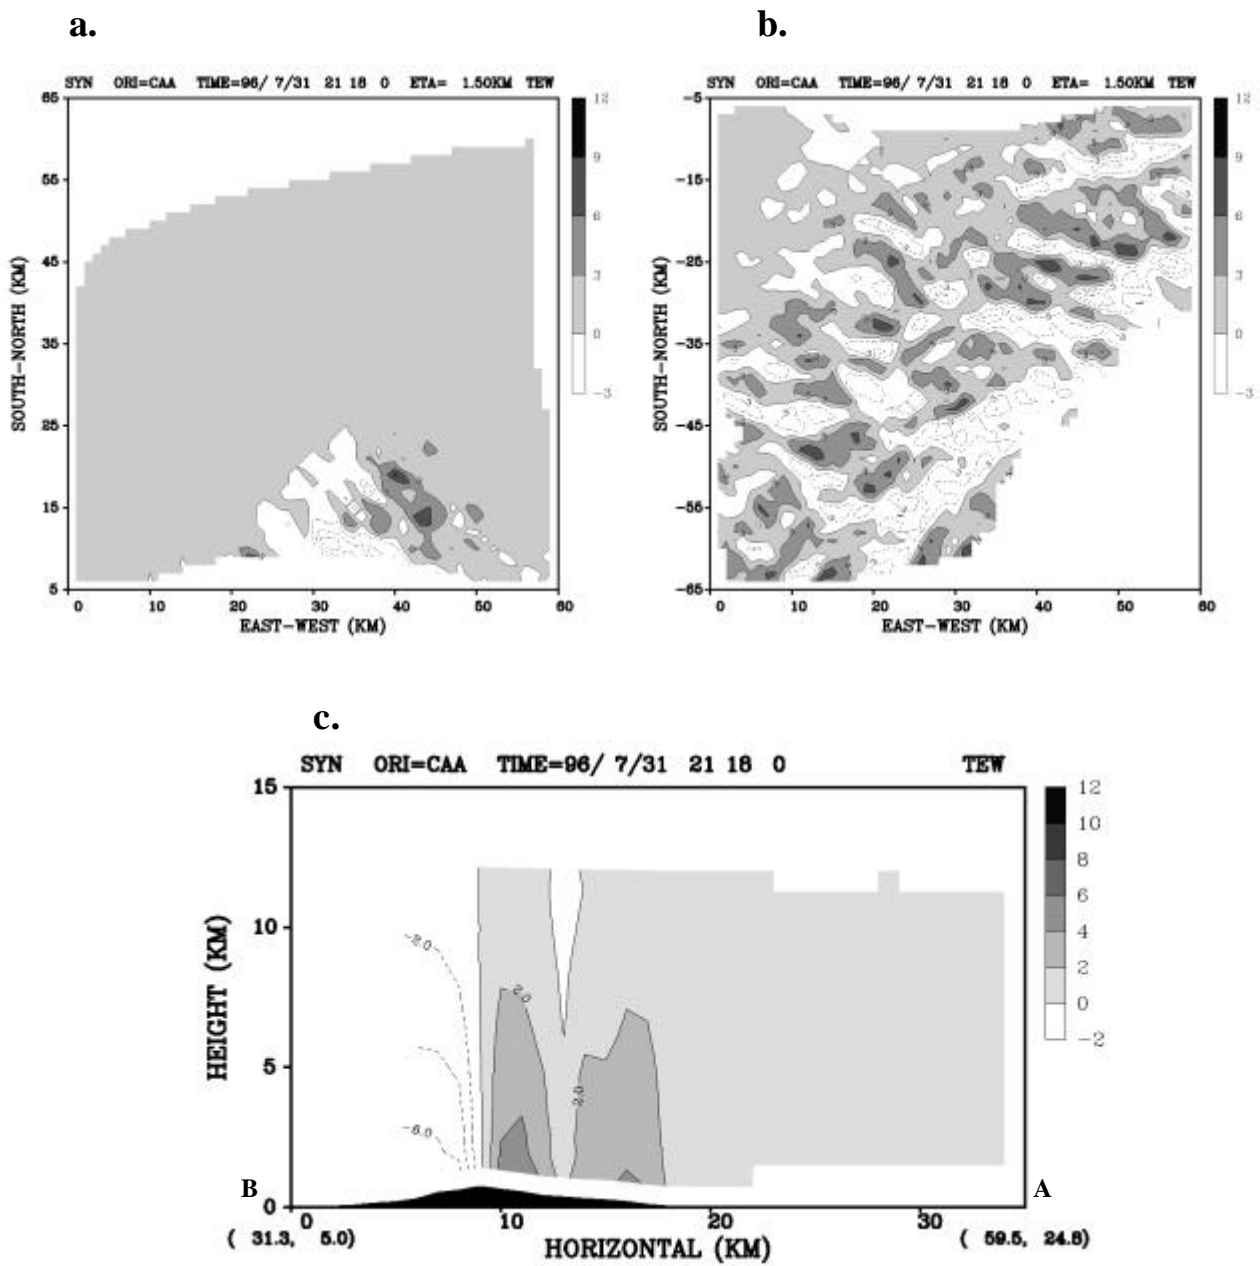 a.
SYN ORI=CAA TIME=96/ 7/31 21 18 0 ETA= 1.50KM TEW
65
55
45
35
25
15
5
SOUTH-NORTH (KM)
0 10 20 30 40 50 60
EAST-WEST (KM)
12
9
6
3
0
-3
b.
SYN ORI=CAA TIME=96/ 7/31 21 18 0 ETA= 1.50KM TEW
-5
-15
-25
-35
-45
-55
-65
SOUTH-NORTH (KM)
0 10 20 30 40 50 60
EAST-WEST (KM)
12
9
6
3
0
-3
c.
SYN ORI=CAA TIME=96/ 7/31 21 18 0 TEW
15
10
5
0
HEIGHT (KM)
-2.0
2.0
2.0
-6.0
B
A
0 10 20 30
( 31.3, 5.0)
HORIZONTAL (KM)
( 59.5, 24.8)
12
10
8
6
4
2
0
-2